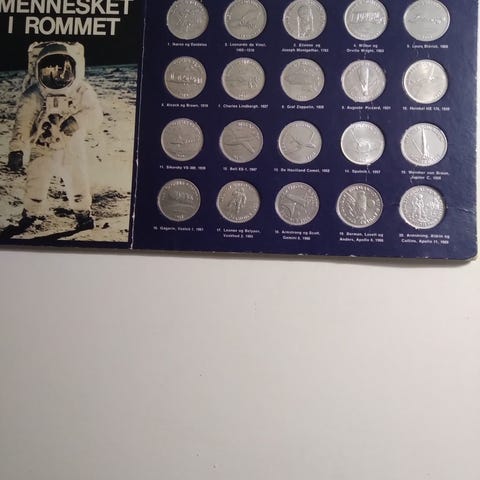 MENNESKET
I ROMMET
1. Ikaros og Daidalos
2. Leonardo da Vinci,
1452-1519
3. Etienne og
Joseph Montgolfier, 1783
4. Wilbur og
Orville Wright, 1903
5. Louis Blériot, 1909
6. Alcock og Brown, 1919
7. Charles Lindbergh, 1927
8. Graf Zeppelin,
9. Auguste Piccard, 1931
10. Heinkel HE 178, 1939
11. Sikorsky VS-300, 1939
12. Bell XS-1, 1947
13. De Havilland Comet, 1952
14. Sputnik I, 1957
15. Wernher von Braun,
Jupiter C, 1958
16. Gagarin, Vostok I, 1961
17. Leonov og Beljajev,
Voskhod 2, 1965
18. Armstrong og Scott,
Gemini 8, 1966
19. Borman, Lovell og
Anders, Apollo 8, 1968
20. Armstrong, Aldrin og
Collins, Apollo 11, 1969